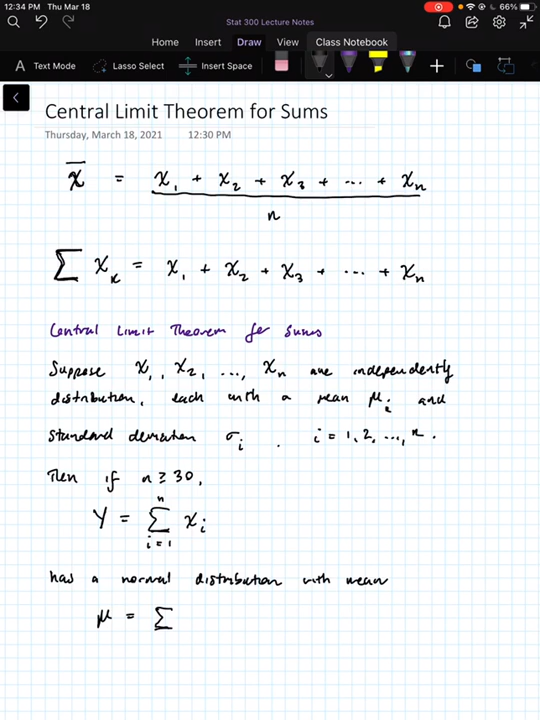 12:34 PM Thu Mar 18 66%
Stat 300 Lecture Notes
Home Insert Draw View Class Notebook
A Text Mode Lasso Select Insert Space
Central Limit Theorem for Sums
Thursday, March 18, 2021 12:30 PM
x̄ = x₁ + x₂ + x₃ + ... + xₙ
n
∑ xₖ = x₁ + x₂ + x₃ + ... + xₙ
Central Limit Theorem for Sums
Suppose x₁, x₂, ..., xₙ are independently
distribution, each with a mean μᵢ and
standard deviation σᵢ. i = 1, 2, ..., n.
Then if n ≥ 30,
n
Y = ∑ xᵢ
i = 1
has a normal distribution with mean
μ = ∑